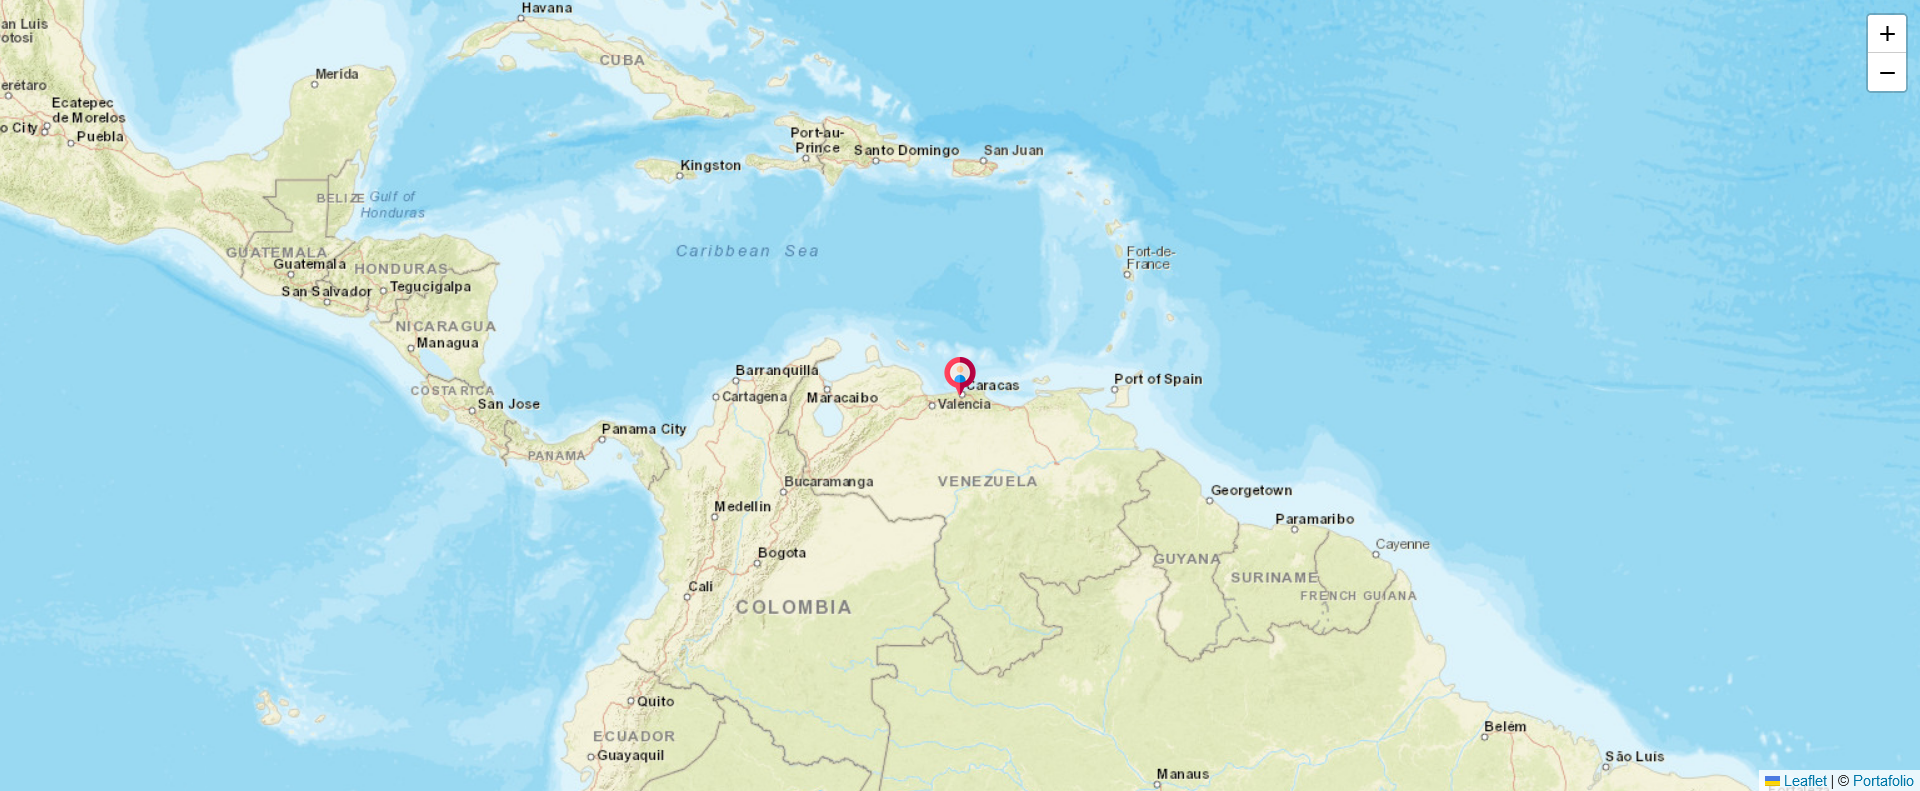 Havana
an Luis
otosi
CUBA
Merida
erétaro
Ecatepec
de Morelos
o City
Puebla
Port-au-
Prince
Santo Domingo
San Juan
Kingston
BELIZE
Gulf of
Honduras
Caribbean Sea
Fort-de-
France
GUATEMALA
Guatemala
HONDURAS
San Salvador
Tegucigalpa
NICARAGUA
Managua
COSTA RICA
San Jose
Barranquilla
Cartagena
Maracaibo
Caracas
Valencia
Port of Spain
Panama City
PANAMA
Bucaramanga
VENEZUELA
Medellin
Georgetown
Paramaribo
Cayenne
Bogota
GUYANA
SURINAME
FRENCH GUIANA
Cali
COLOMBIA
Quito
ECUADOR
Guayaquil
Belém
São Luís
Manaus
+
−
Leaflet | © Portafolio